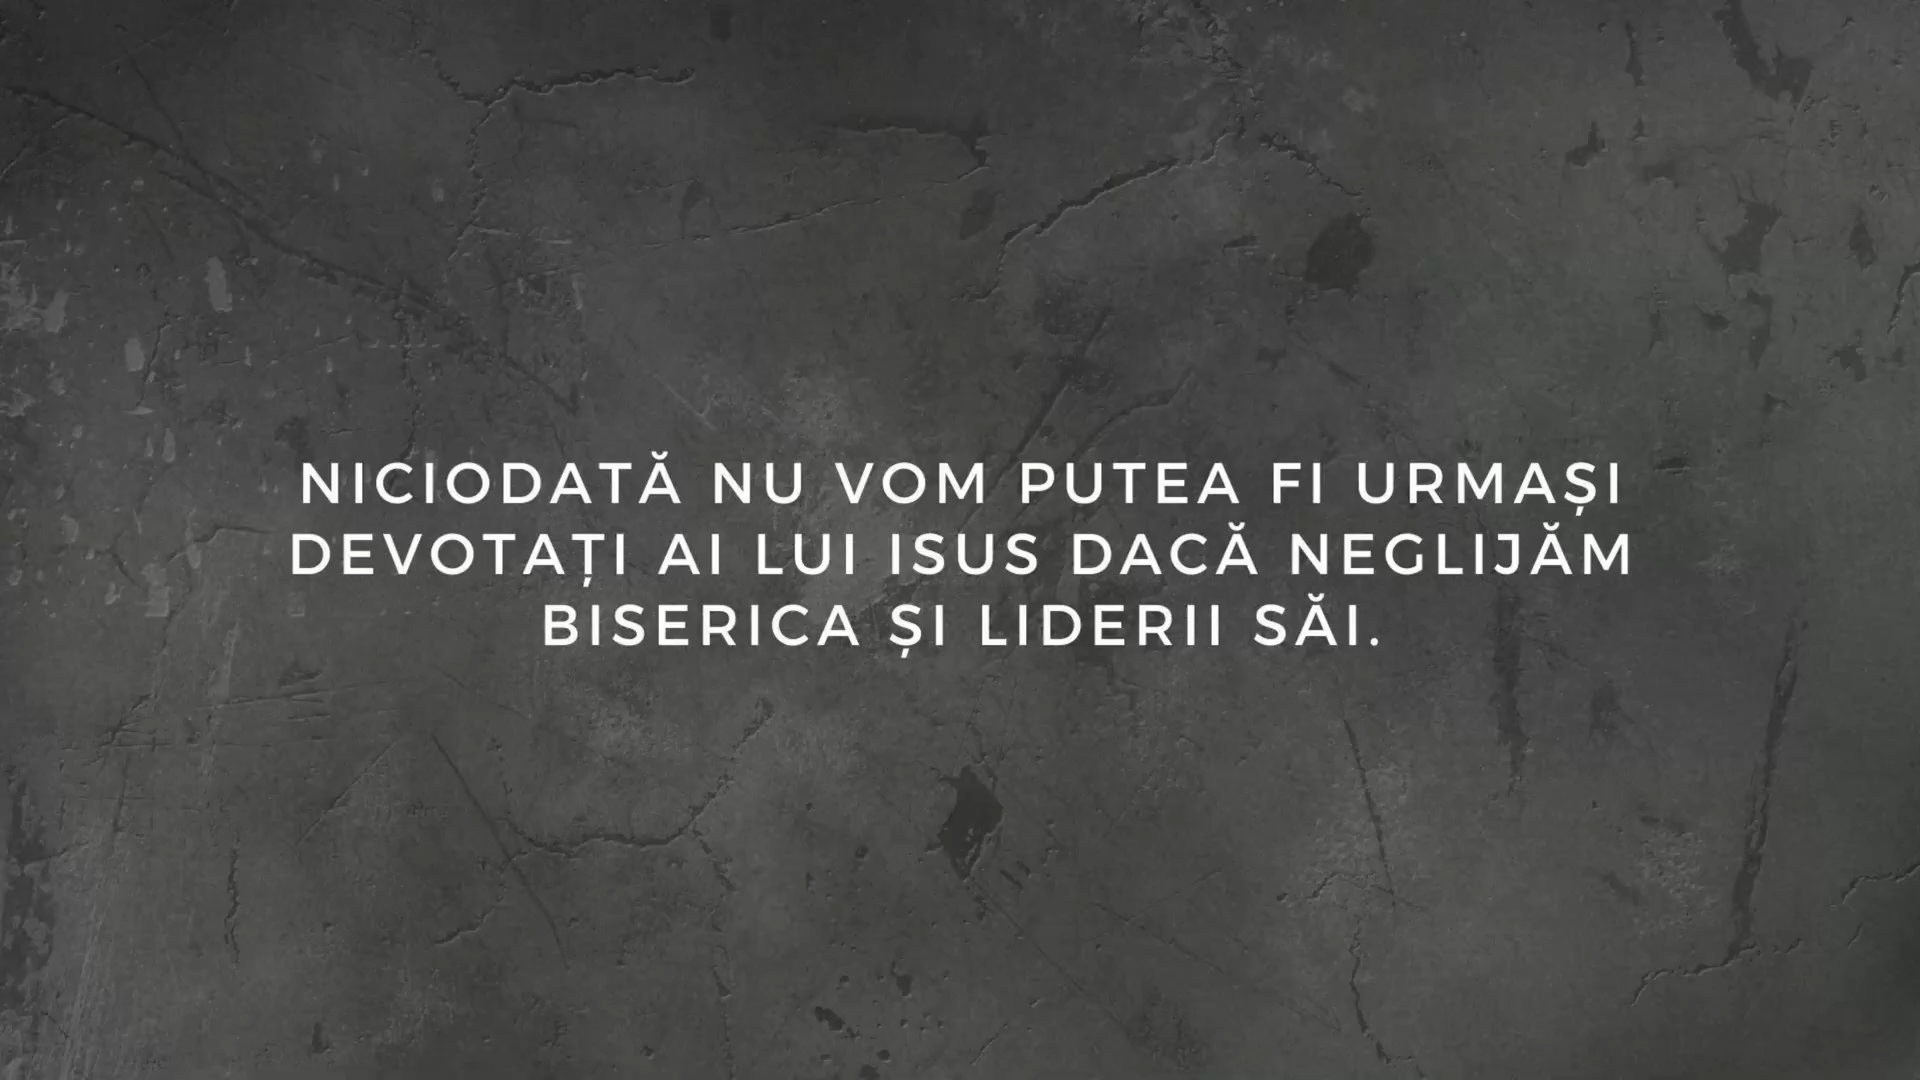 NICIODATĂ NU VOM PUTEA FI URMAȘI
DEVOTAȚI AI LUI ISUS DACĂ NEGLIJĂM
BISERICA ȘI LIDERII SĂI.